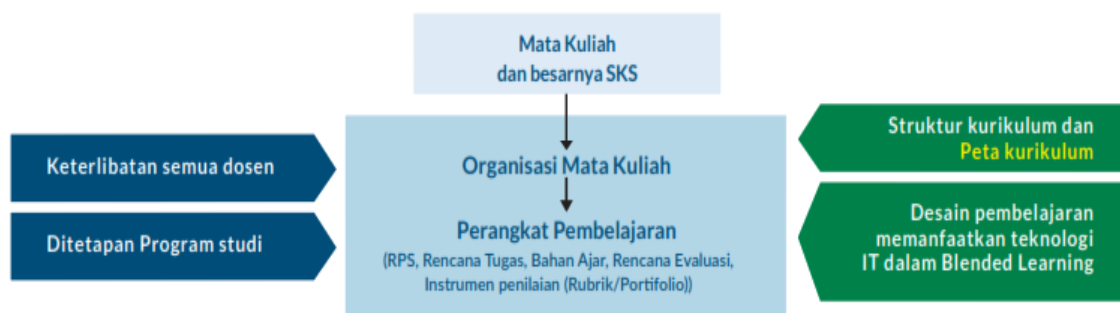 Mata Kuliah
dan besarnya SKS
Keterlibatan semua dosen
Ditetapan Program studi
Organisasi Mata Kuliah
Perangkat Pembelajaran
(RPS, Rencana Tugas, Bahan Ajar, Rencana Evaluasi,
Instrumen penilaian (Rubrik/Portifolio))
Struktur kurikulum dan
Peta kurikulum
Desain pembelajaran
memanfaatkan teknologi
IT dalam Blended Learning